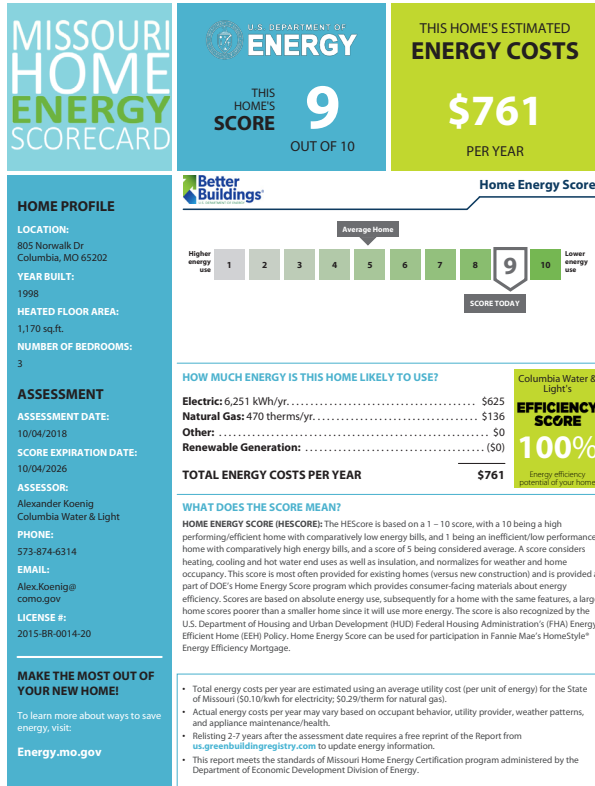 MISSOURI
HOME
ENERGY
SCORECARD
U.S. DEPARTMENT OF
ENERGY
THIS
HOME'S
SCORE
9
OUT OF 10
THIS HOME'S ESTIMATED
ENERGY COSTS
$761
PER YEAR
HOME PROFILE
LOCATION:
805 Norwalk Dr
Columbia, MO 65202
YEAR BUILT:
1998
HEATED FLOOR AREA:
1,170 sq.ft.
NUMBER OF BEDROOMS:
3
ASSESSMENT
ASSESSMENT DATE:
10/04/2018
SCORE EXPIRATION DATE:
10/04/2026
ASSESSOR:
Alexander Koenig
Columbia Water & Light
PHONE:
573-874-6314
EMAIL:
Alex.Koenig@
como.gov
LICENSE #:
2015-BR-0014-20
MAKE THE MOST OUT OF
YOUR NEW HOME!
To learn more about ways to save
energy, visit:
Energy.mo.gov
Better
Buildings®
U.S. DEPARTMENT OF ENERGY
Home Energy Score
Average Home
Higher
energy
use
1 2 3 4 5 6 7 8 9 10
Lower
energy
use
SCORE TODAY
HOW MUCH ENERGY IS THIS HOME LIKELY TO USE?
Electric: 6,251 kWh/yr. $625
Natural Gas: 470 therms/yr. $136
Other: $0
Renewable Generation: ($0)
TOTAL ENERGY COSTS PER YEAR $761
Columbia Water &
Light's
EFFICIENCY
SCORE
100%
Energy efficiency
potential of your home
WHAT DOES THE SCORE MEAN?
HOME ENERGY SCORE (HESCORE): The HEScore is based on a 1 – 10 score, with a 10 being a high
performing/efficient home with comparatively low energy bills, and 1 being an inefficient/low performance
home with comparatively high energy bills, and a score of 5 being considered average. A score considers
heating, cooling and hot water end use as well as insulation, and normalizes for weather and home
occupancy. This score is most often provided for existing homes (versus new construction) and is provided a
part of DOE's Home Energy Score program which provides consumer-facing materials about energy
efficiency. Scores are based on absolute energy use, subsequently for a home with the same features, a larg
home scores poorer than a smaller home since it will use more energy. The score is also recognized by the
U.S. Department of Housing and Urban Development (HUD) Federal Housing Administration's (FHA) Energy
Efficient Home (EEH) Policy. Home Energy Score can be used for participation in Fannie Mae's HomeStyle®
Energy Efficiency Mortgage.
• Total energy costs per year are estimated using an average utility cost (per unit of energy) for the State
of Missouri ($0.10/kwh for electricity; $0.29/therm for natural gas).
• Actual energy costs per year may vary based on occupant behavior, utility provider, weather patterns,
and appliance maintenance/health.
• Relisting 2-7 years after the assessment date requires a free reprint of the Report from
us.greenbuildingregistry.com to update energy information.
• This report meets the standards of Missouri Home Energy Certification program administered by the
Department of Economic Development Division of Energy.